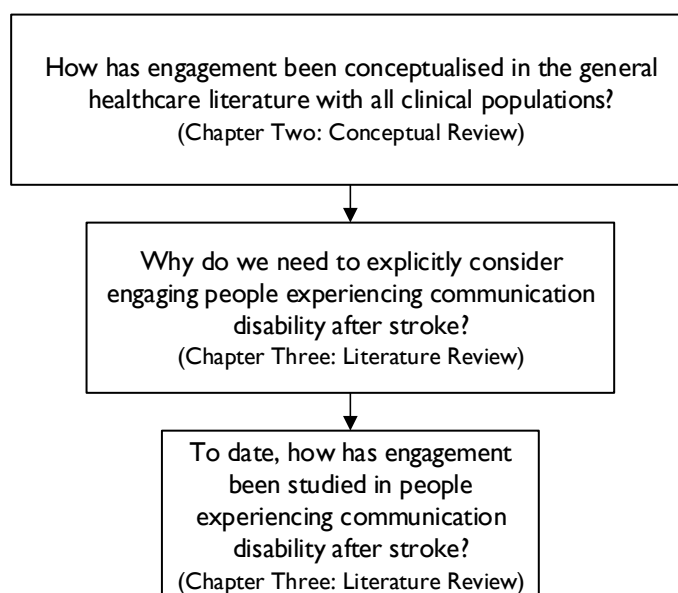 How has engagement been conceptualised in the general
healthcare literature with all clinical populations?
(Chapter Two: Conceptual Review)
Why do we need to explicitly consider
engaging people experiencing communication
disability after stroke?
(Chapter Three: Literature Review)
To date, how has engagement
been studied in people
experiencing communication
disability after stroke?
(Chapter Three: Literature Review)